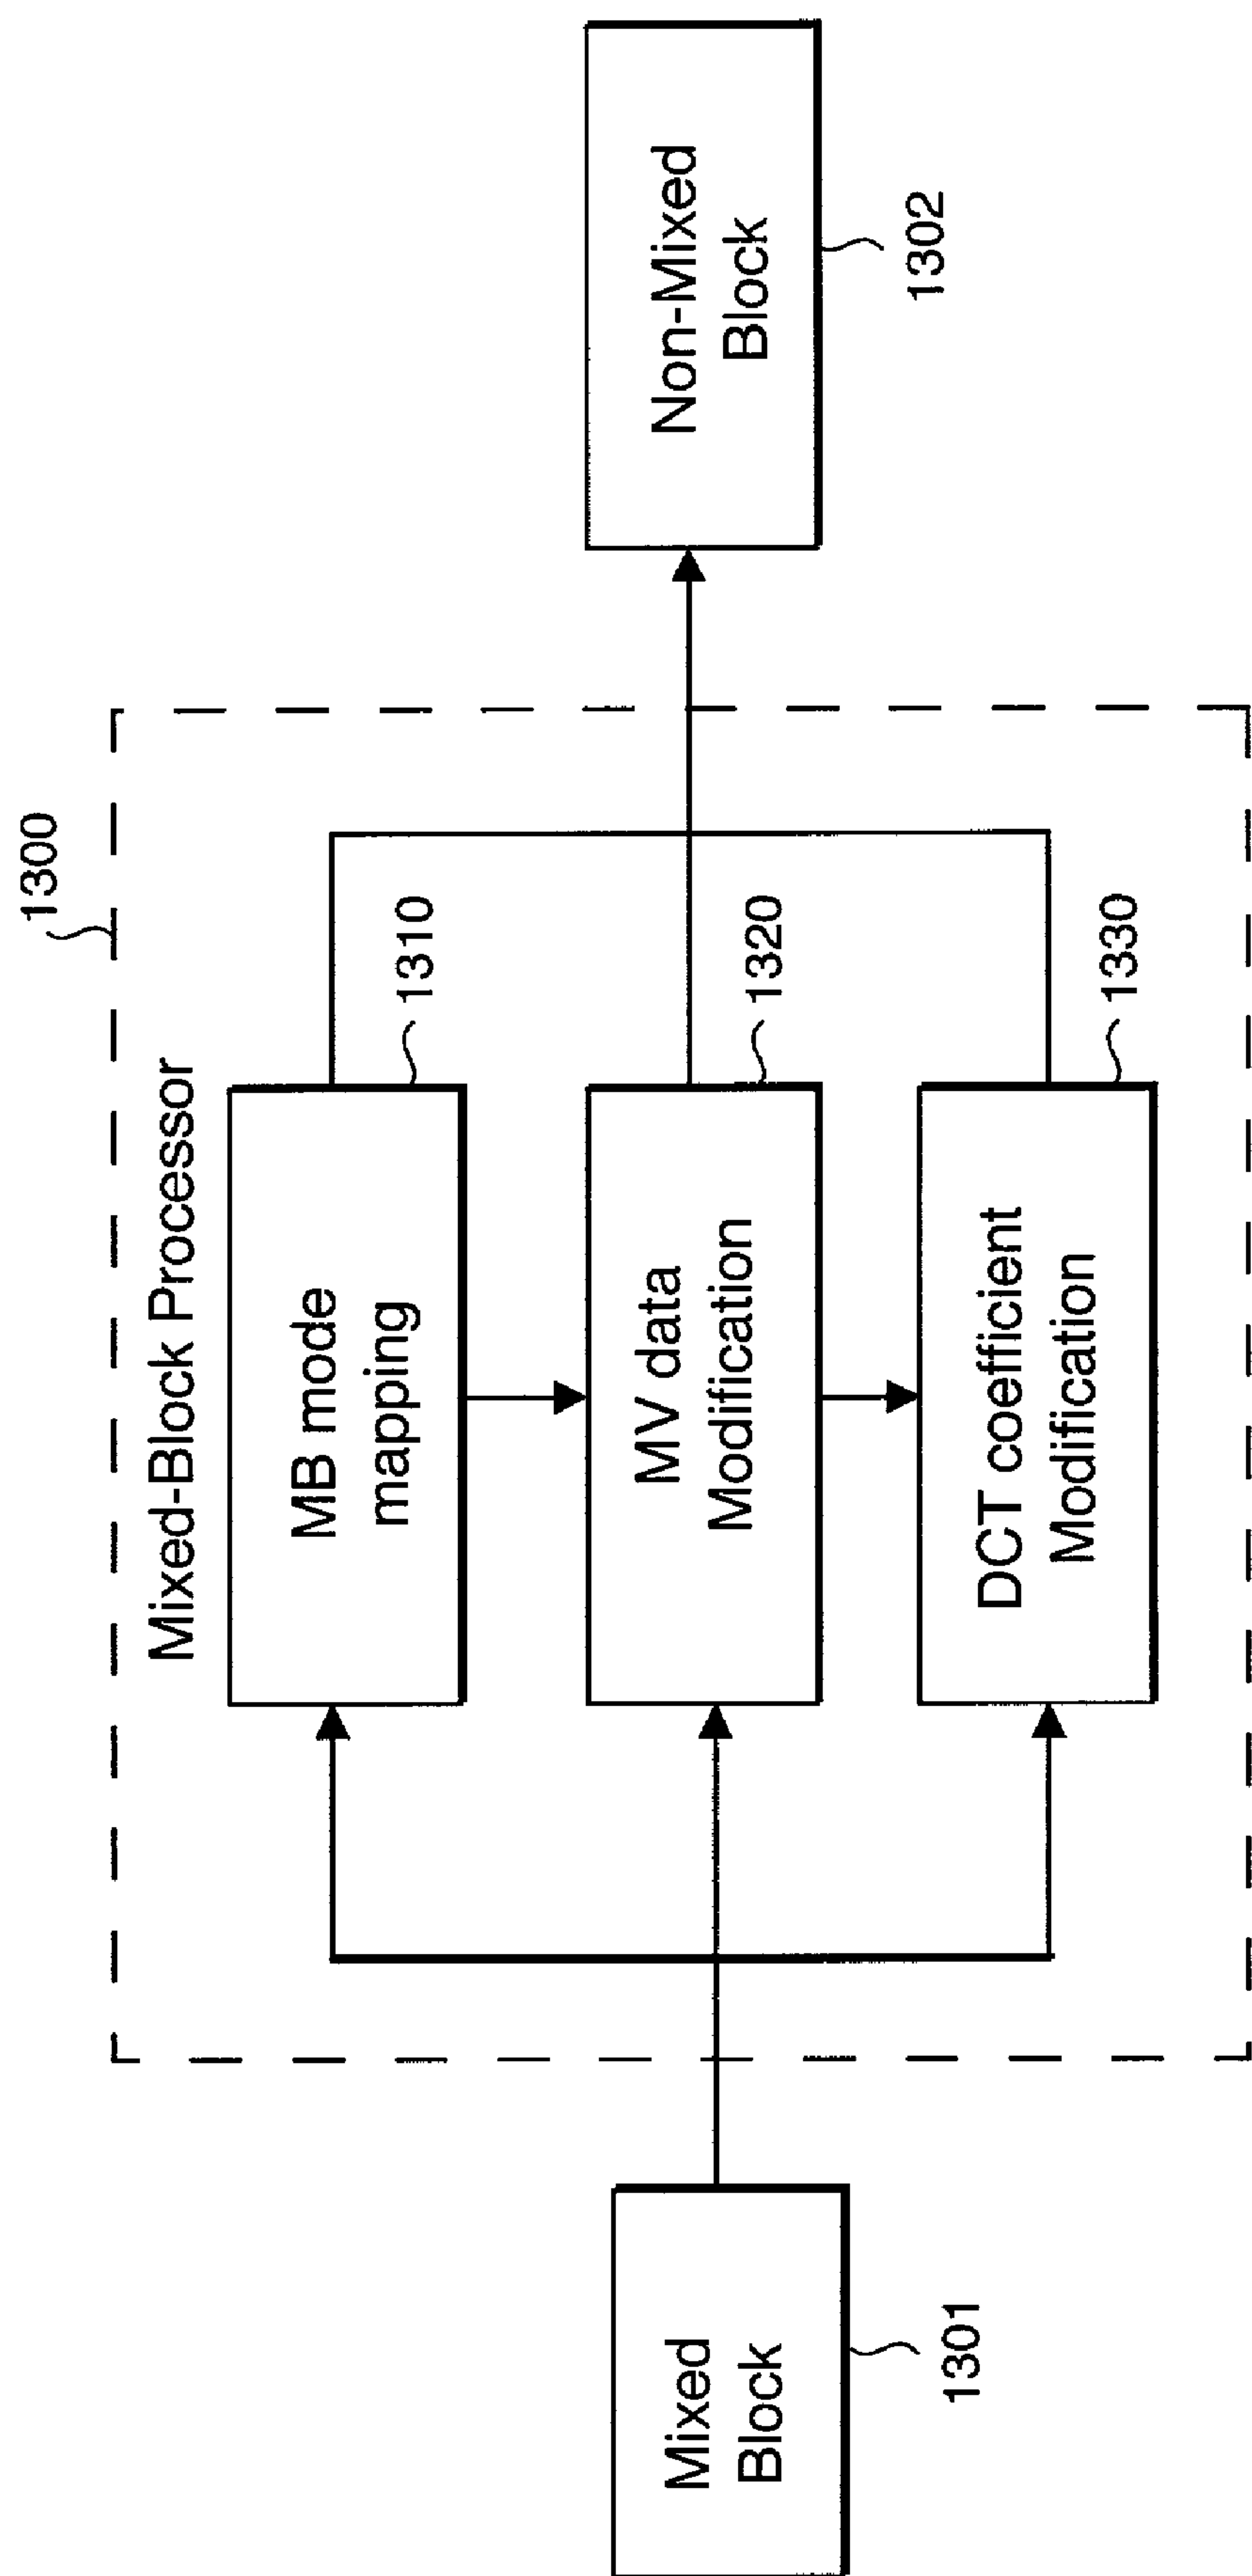 1300
Mixed-Block Processor
Mixed
Block
1301
MB mode
mapping
1310
MV data
Modification
1320
DCT coefficient
Modification
1330
Non-Mixed
Block
1302